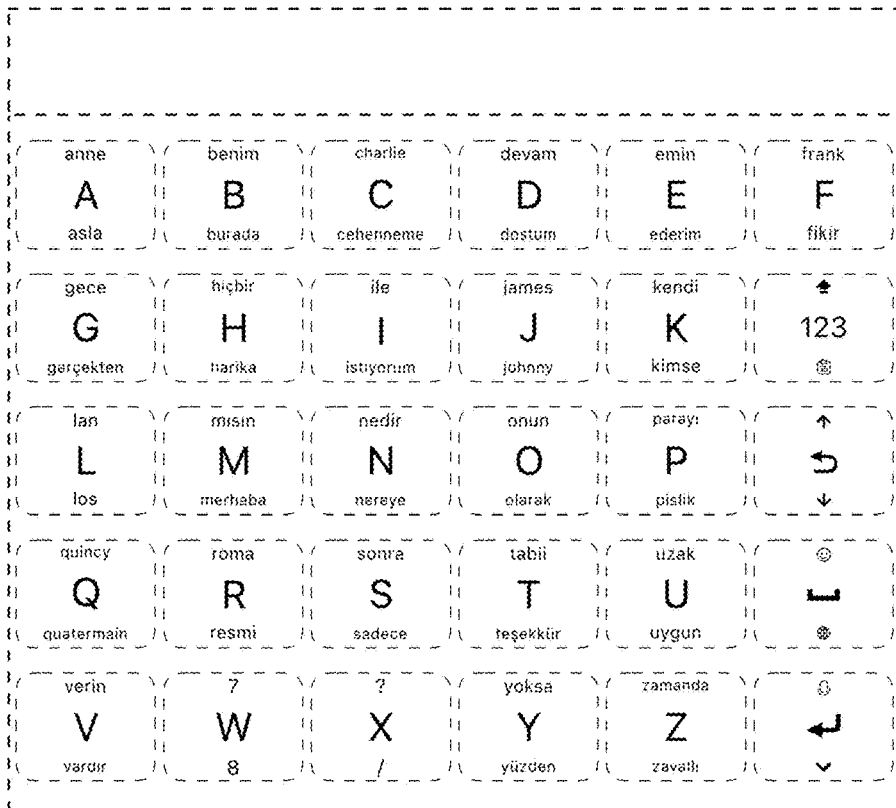 anne benim charlie devam emin frank
A B C D E F
asla burada cehenneme dostum ederim fikir
gece hiçbir ile james kendi
G H I J K 123
gerçekten harika istiyorum johnny kimse
lan mısın nedir onun parayı
L M N O P
los merhaba nereye olarak pislik
quincy roma sonra tabii uzak
Q R S T U
quatermain resmi sadece teşekkür uygun
verin 7 ? yoksa zamanda
V W X Y Z
vardır 8 / yüzden zavallı